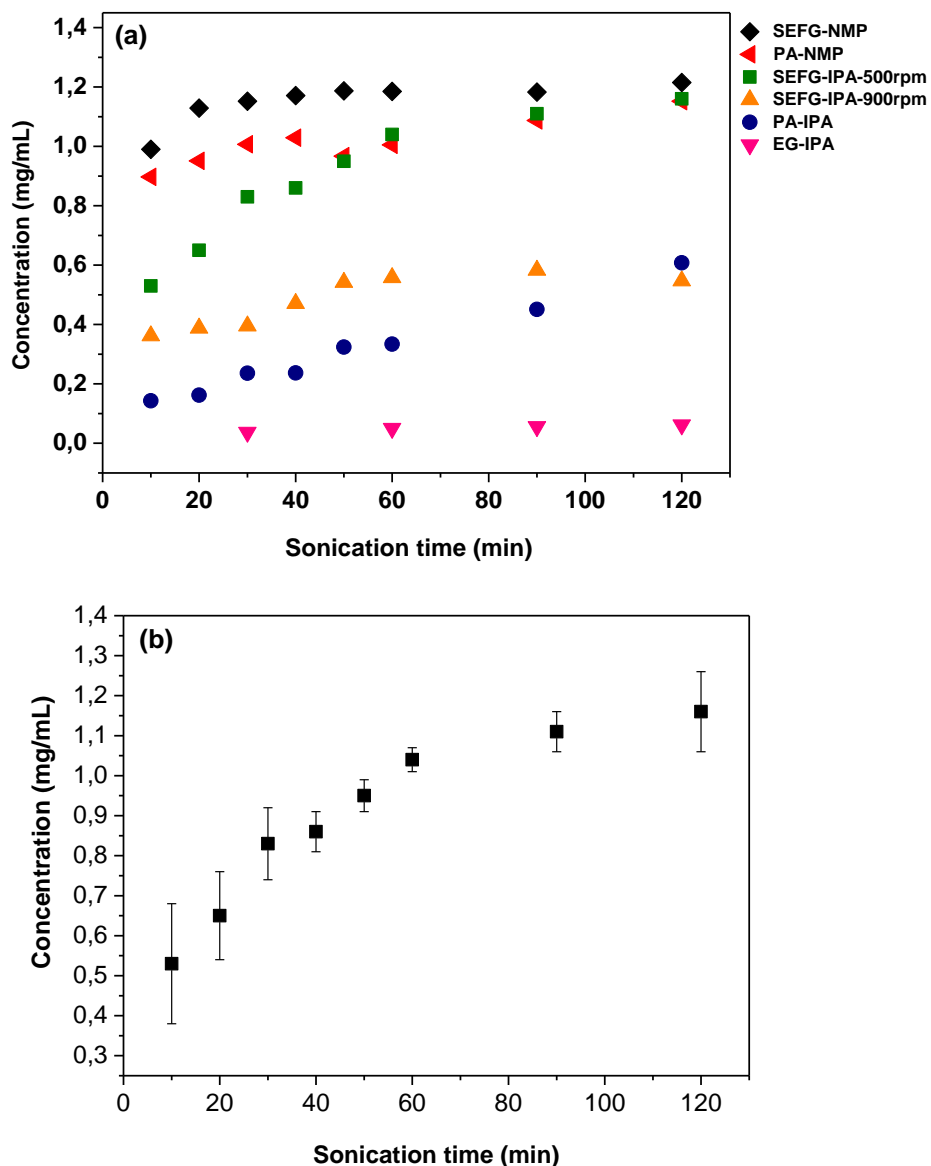 (a)
1,4
1,2
1,0
0,8
0,6
0,4
0,2
0,0
Concentration (mg/mL)
0 20 40 60 80 100 120
Sonication time (min)
SEFG-NMP
PA-NMP
SEFG-IPA-500rpm
SEFG-IPA-900rpm
PA-IPA
EG-IPA
(b)
1,4
1,3
1,2
1,1
1,0
0,9
0,8
0,7
0,6
0,5
0,4
0,3
Concentration (mg/mL)
0 20 40 60 80 100 120
Sonication time (min)